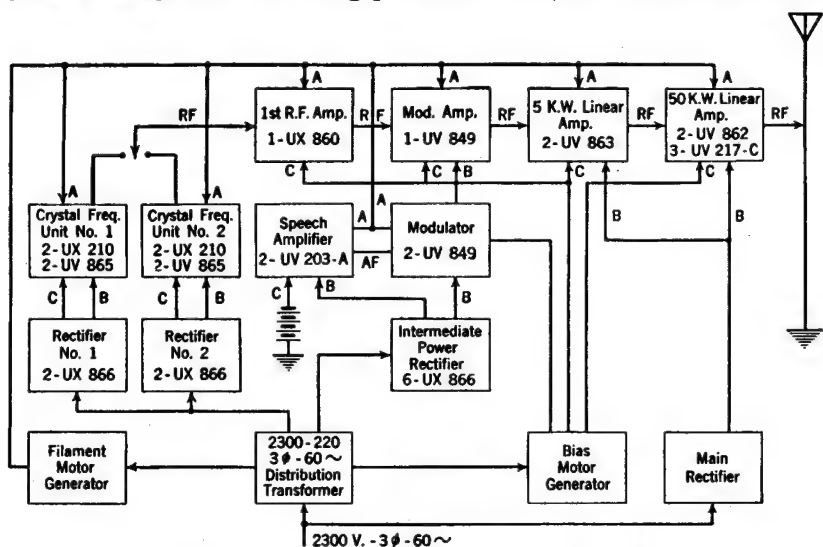 A
A
A
A
A
A
1st R.F. Amp.
1-UX 860
Mod. Amp.
1-UV 849
5 K.W. Linear
Amp.
2-UV 863
50 K.W. Linear
Amp.
2-UV 862
3-UV 217-C
RF
RF
RF
RF
RF
C
C
B
C
C
Crystal Freq.
Unit No. 1
2-UX 210
2-UV 865
Crystal Freq.
Unit No. 2
2-UX 210
2-UV 865
Speech
Amplifier
2-UV 203-A
A
AF
Modulator
2-UV 849
B
B
C
B
C
B
C
B
B
Rectifier
No. 1
2-UX 866
Rectifier
No. 2
2-UX 866
Intermediate
Power
Rectifier
6-UX 866
Filament
Motor
Generator
2300-220
3ϕ-60~
Distribution
Transformer
Bias
Motor
Generator
Main
Rectifier
2300 V.-3ϕ-60~